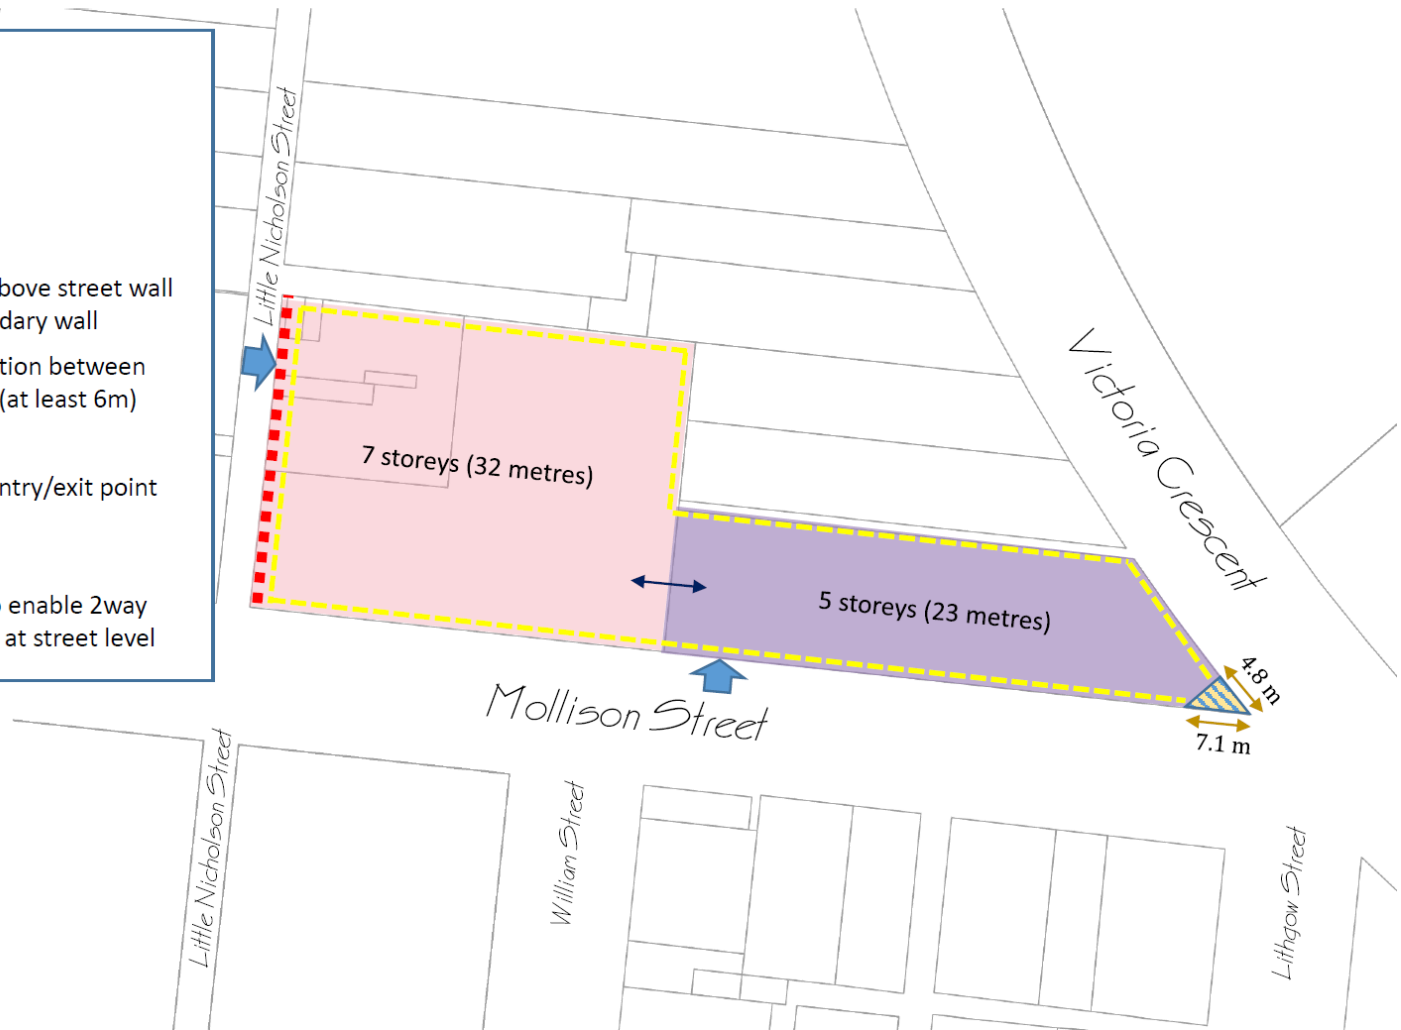 bove street wall
dary wall
tion between
(at least 6m)
ntry/exit point
enable 2way
at street level
Little Nicholson Street
Victoria Crescent
7 storeys (32 metres)
5 storeys (23 metres)
4.8 m
7.1 m
Mollison Street
Little Nicholson Street
William Street
Lithgow Street